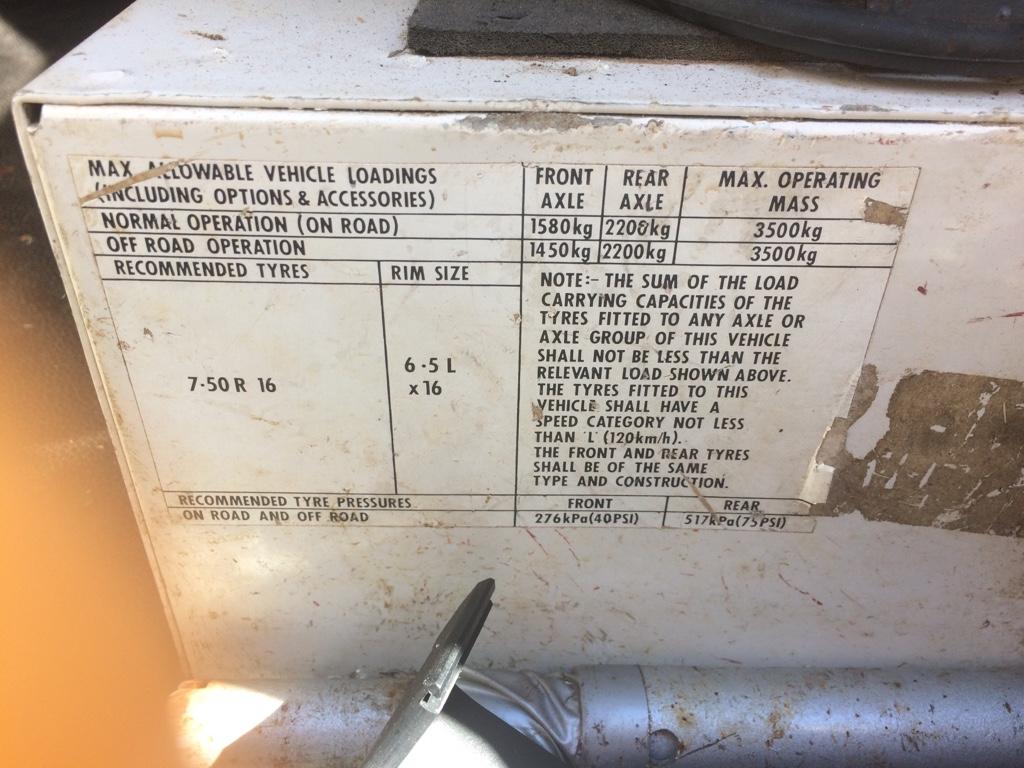 MAX. ALLOWABLE VEHICLE LOADINGS
(INCLUDING OPTIONS & ACCESSORIES)
FRONT AXLE
REAR AXLE
MAX. OPERATING MASS
NORMAL OPERATION (ON ROAD) 1580kg 2200kg 3500kg
OFF ROAD OPERATION 1450kg 2200kg 3500kg
RECOMMENDED TYRES
RIM SIZE
7·50 R 16
6·5 L
x 16
NOTE:- THE SUM OF THE LOAD
CARRYING CAPACITIES OF THE
TYRES FITTED TO ANY AXLE OR
AXLE GROUP OF THIS VEHICLE
SHALL NOT BE LESS THAN THE
RELEVANT LOAD SHOWN ABOVE.
THE TYRES FITTED TO THIS
VEHICLE SHALL HAVE A
SPEED CATEGORY NOT LESS
THAN 'L' (120km/h).
THE FRONT AND REAR TYRES
SHALL BE OF THE SAME
TYPE AND CONSTRUCTION.
RECOMMENDED TYRE PRESSURES FRONT REAR
ON ROAD AND OFF ROAD 276kPa(40PSI) 517kPa(75PSI)